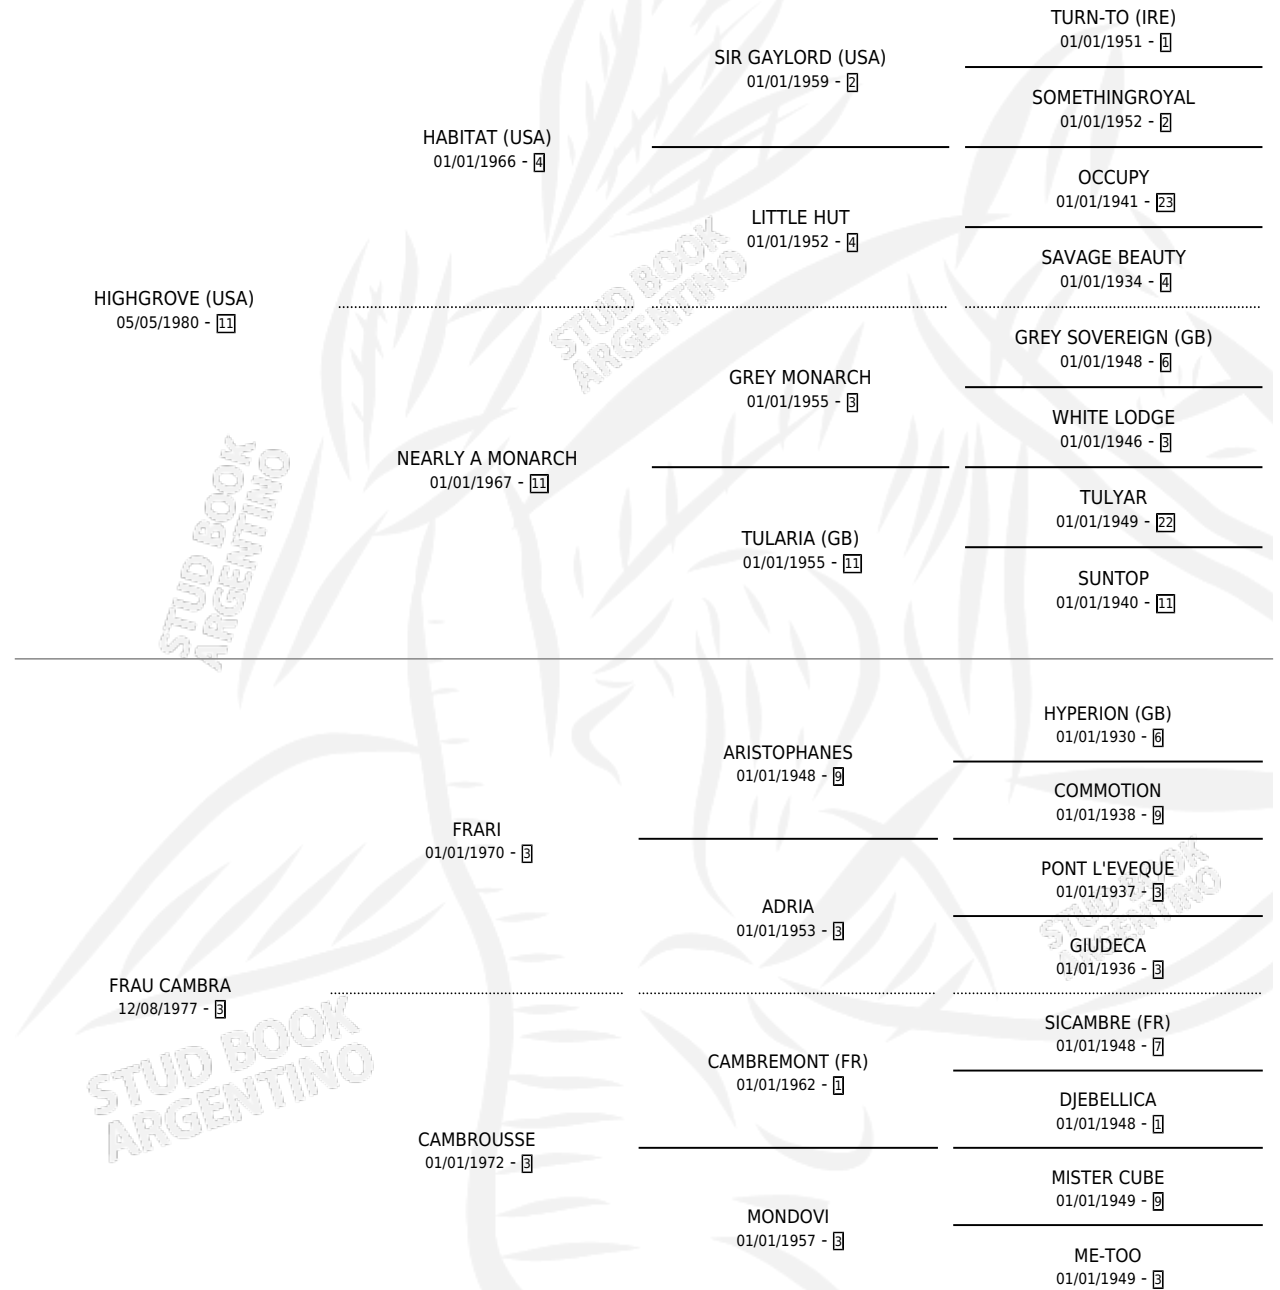 TURN-TO (IRE)
01/01/1951 - 1
SIR GAYLORD (USA)
01/01/1959 - 2
SOMETHINGROYAL
01/01/1952 - 2
HABITAT (USA)
01/01/1966 - 4
OCCUPY
01/01/1941 - 23
LITTLE HUT
01/01/1952 - 4
SAVAGE BEAUTY
01/01/1934 - 4
HIGHGROVE (USA)
05/05/1980 - 11
GREY SOVEREIGN (GB)
01/01/1948 - 6
GREY MONARCH
01/01/1955 - 3
WHITE LODGE
01/01/1946 - 3
NEARLY A MONARCH
01/01/1967 - 11
TULYAR
01/01/1949 - 22
TULARIA (GB)
01/01/1955 - 11
SUNTOP
01/01/1940 - 11
HYPERION (GB)
01/01/1930 - 6
ARISTOPHANES
01/01/1948 - 9
COMMOTION
01/01/1938 - 9
FRARI
01/01/1970 - 3
PONT L'EVEQUE
01/01/1937 - 3
ADRIA
01/01/1953 - 3
GIUDECA
01/01/1936 - 3
FRAU CAMBRA
12/08/1977 - 3
SICAMBRE (FR)
01/01/1948 - 7
CAMBREMONT (FR)
01/01/1962 - 1
DJEBELLICA
01/01/1948 - 1
CAMBROUSSE
01/01/1972 - 3
MISTER CUBE
01/01/1949 - 9
MONDOVI
01/01/1957 - 3
ME-TOO
01/01/1949 - 3
STUD BOOK
ARGENTINO
STUD BOOK
ARGENTINO
STUD BOOK
ARGENTINO
STUD BOOK
ARGENTINO